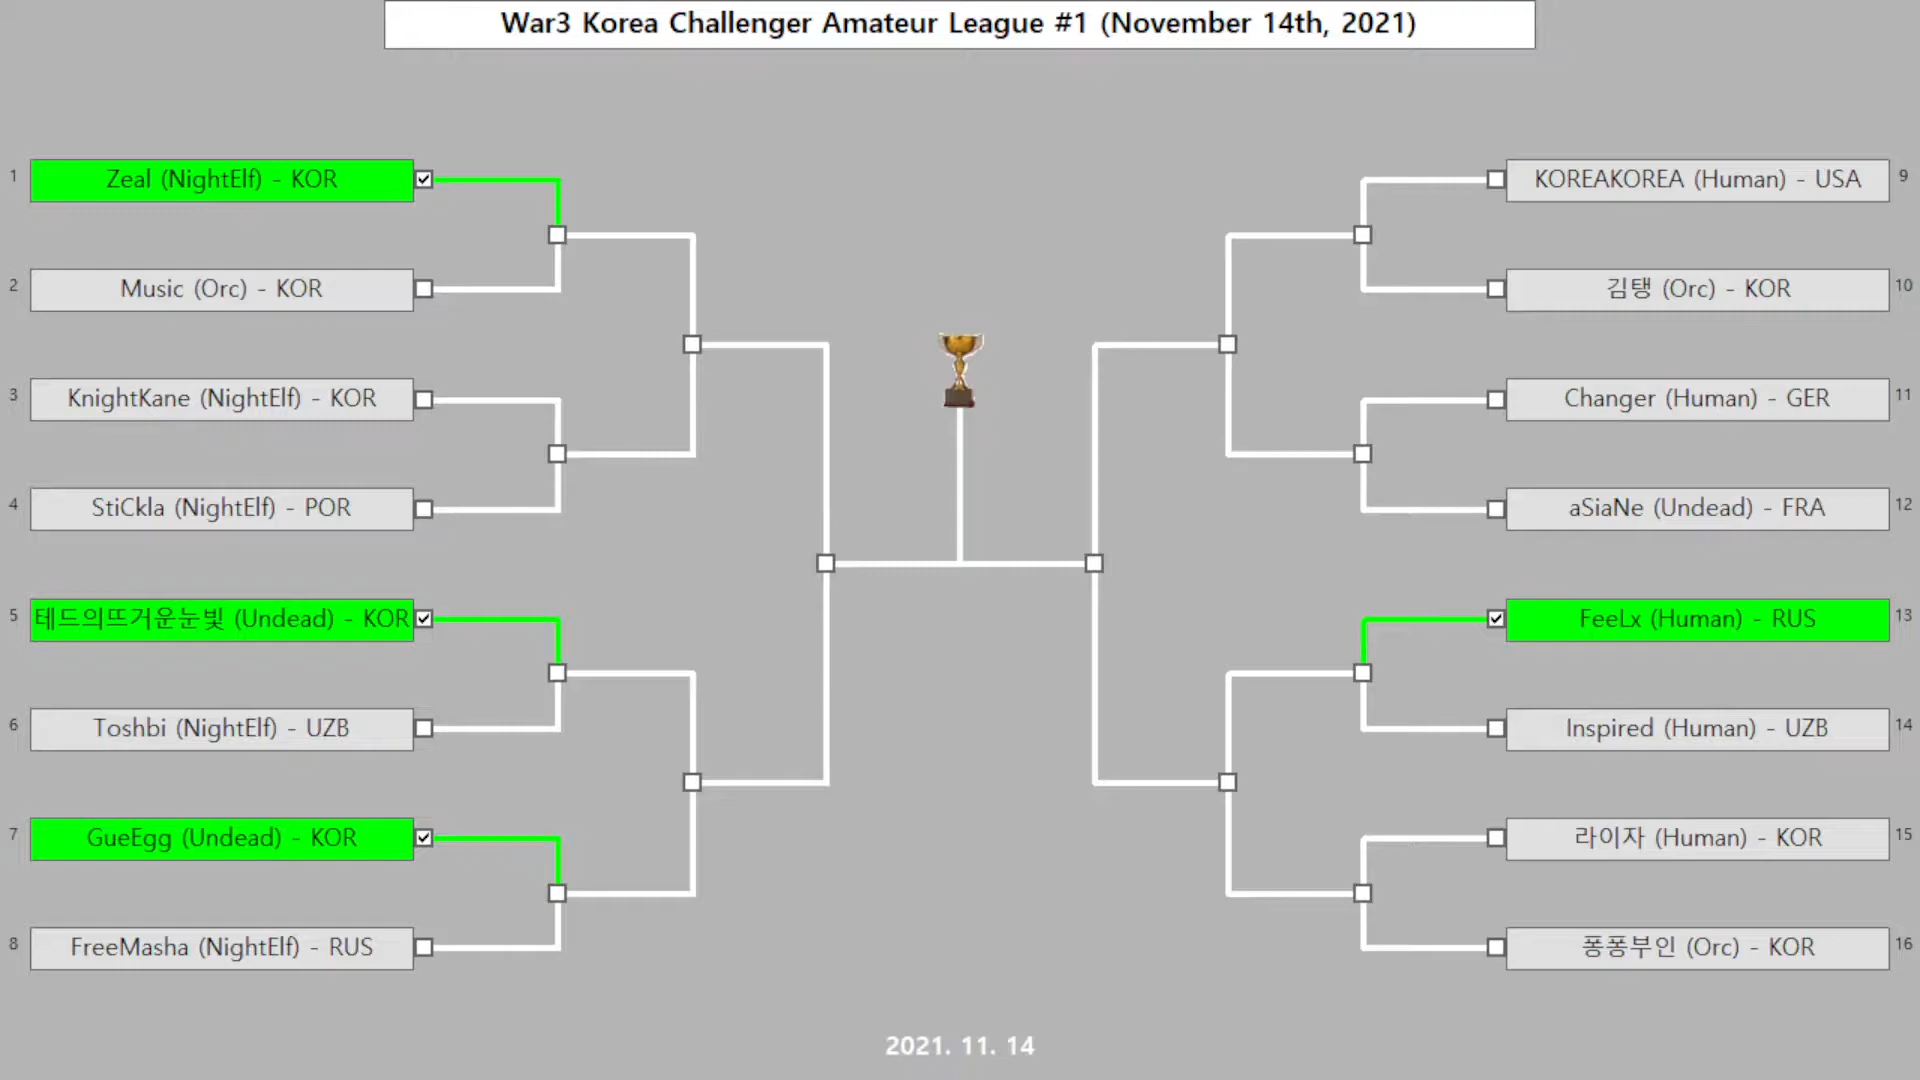 War3 Korea Challenger Amateur League #1 (November 14th, 2021)
1 Zeal (NightElf) - KOR
2 Music (Orc) - KOR
3 KnightKane (NightElf) - KOR
4 StiCkla (NightElf) - POR
5 테드의뜨거운눈빛 (Undead) - KOR
6 Toshbi (NightElf) - UZB
7 GueEgg (Undead) - KOR
8 FreeMasha (NightElf) - RUS
KOREAKOREA (Human) - USA 9
김탱 (Orc) - KOR 10
Changer (Human) - GER 11
aSiaNe (Undead) - FRA 12
FeeLx (Human) - RUS 13
Inspired (Human) - UZB 14
라이자 (Human) - KOR 15
퐁퐁부인 (Orc) - KOR 16
2021. 11. 14